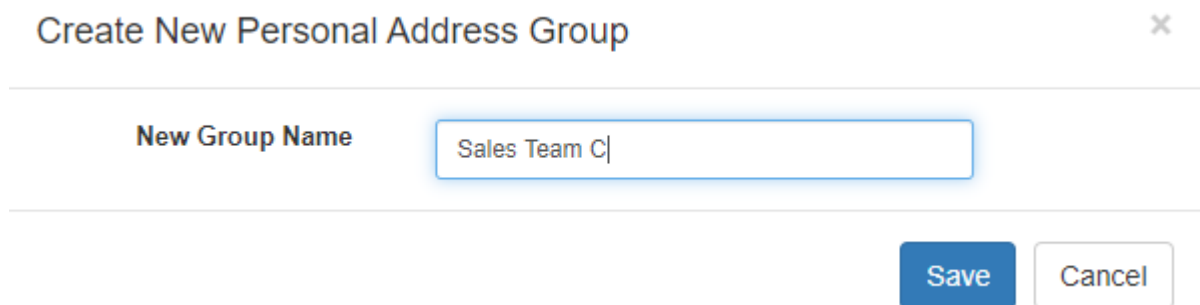 Create New Personal Address Group ×
New Group Name
Sales Team C
Save Cancel